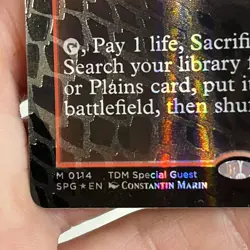 , Pay 1 life, Sacrifi
Search your library f
or Plains card, put it
battlefield, then shu
M 0114 TDM Special Guest
SPG ★ EN Constantin Marin